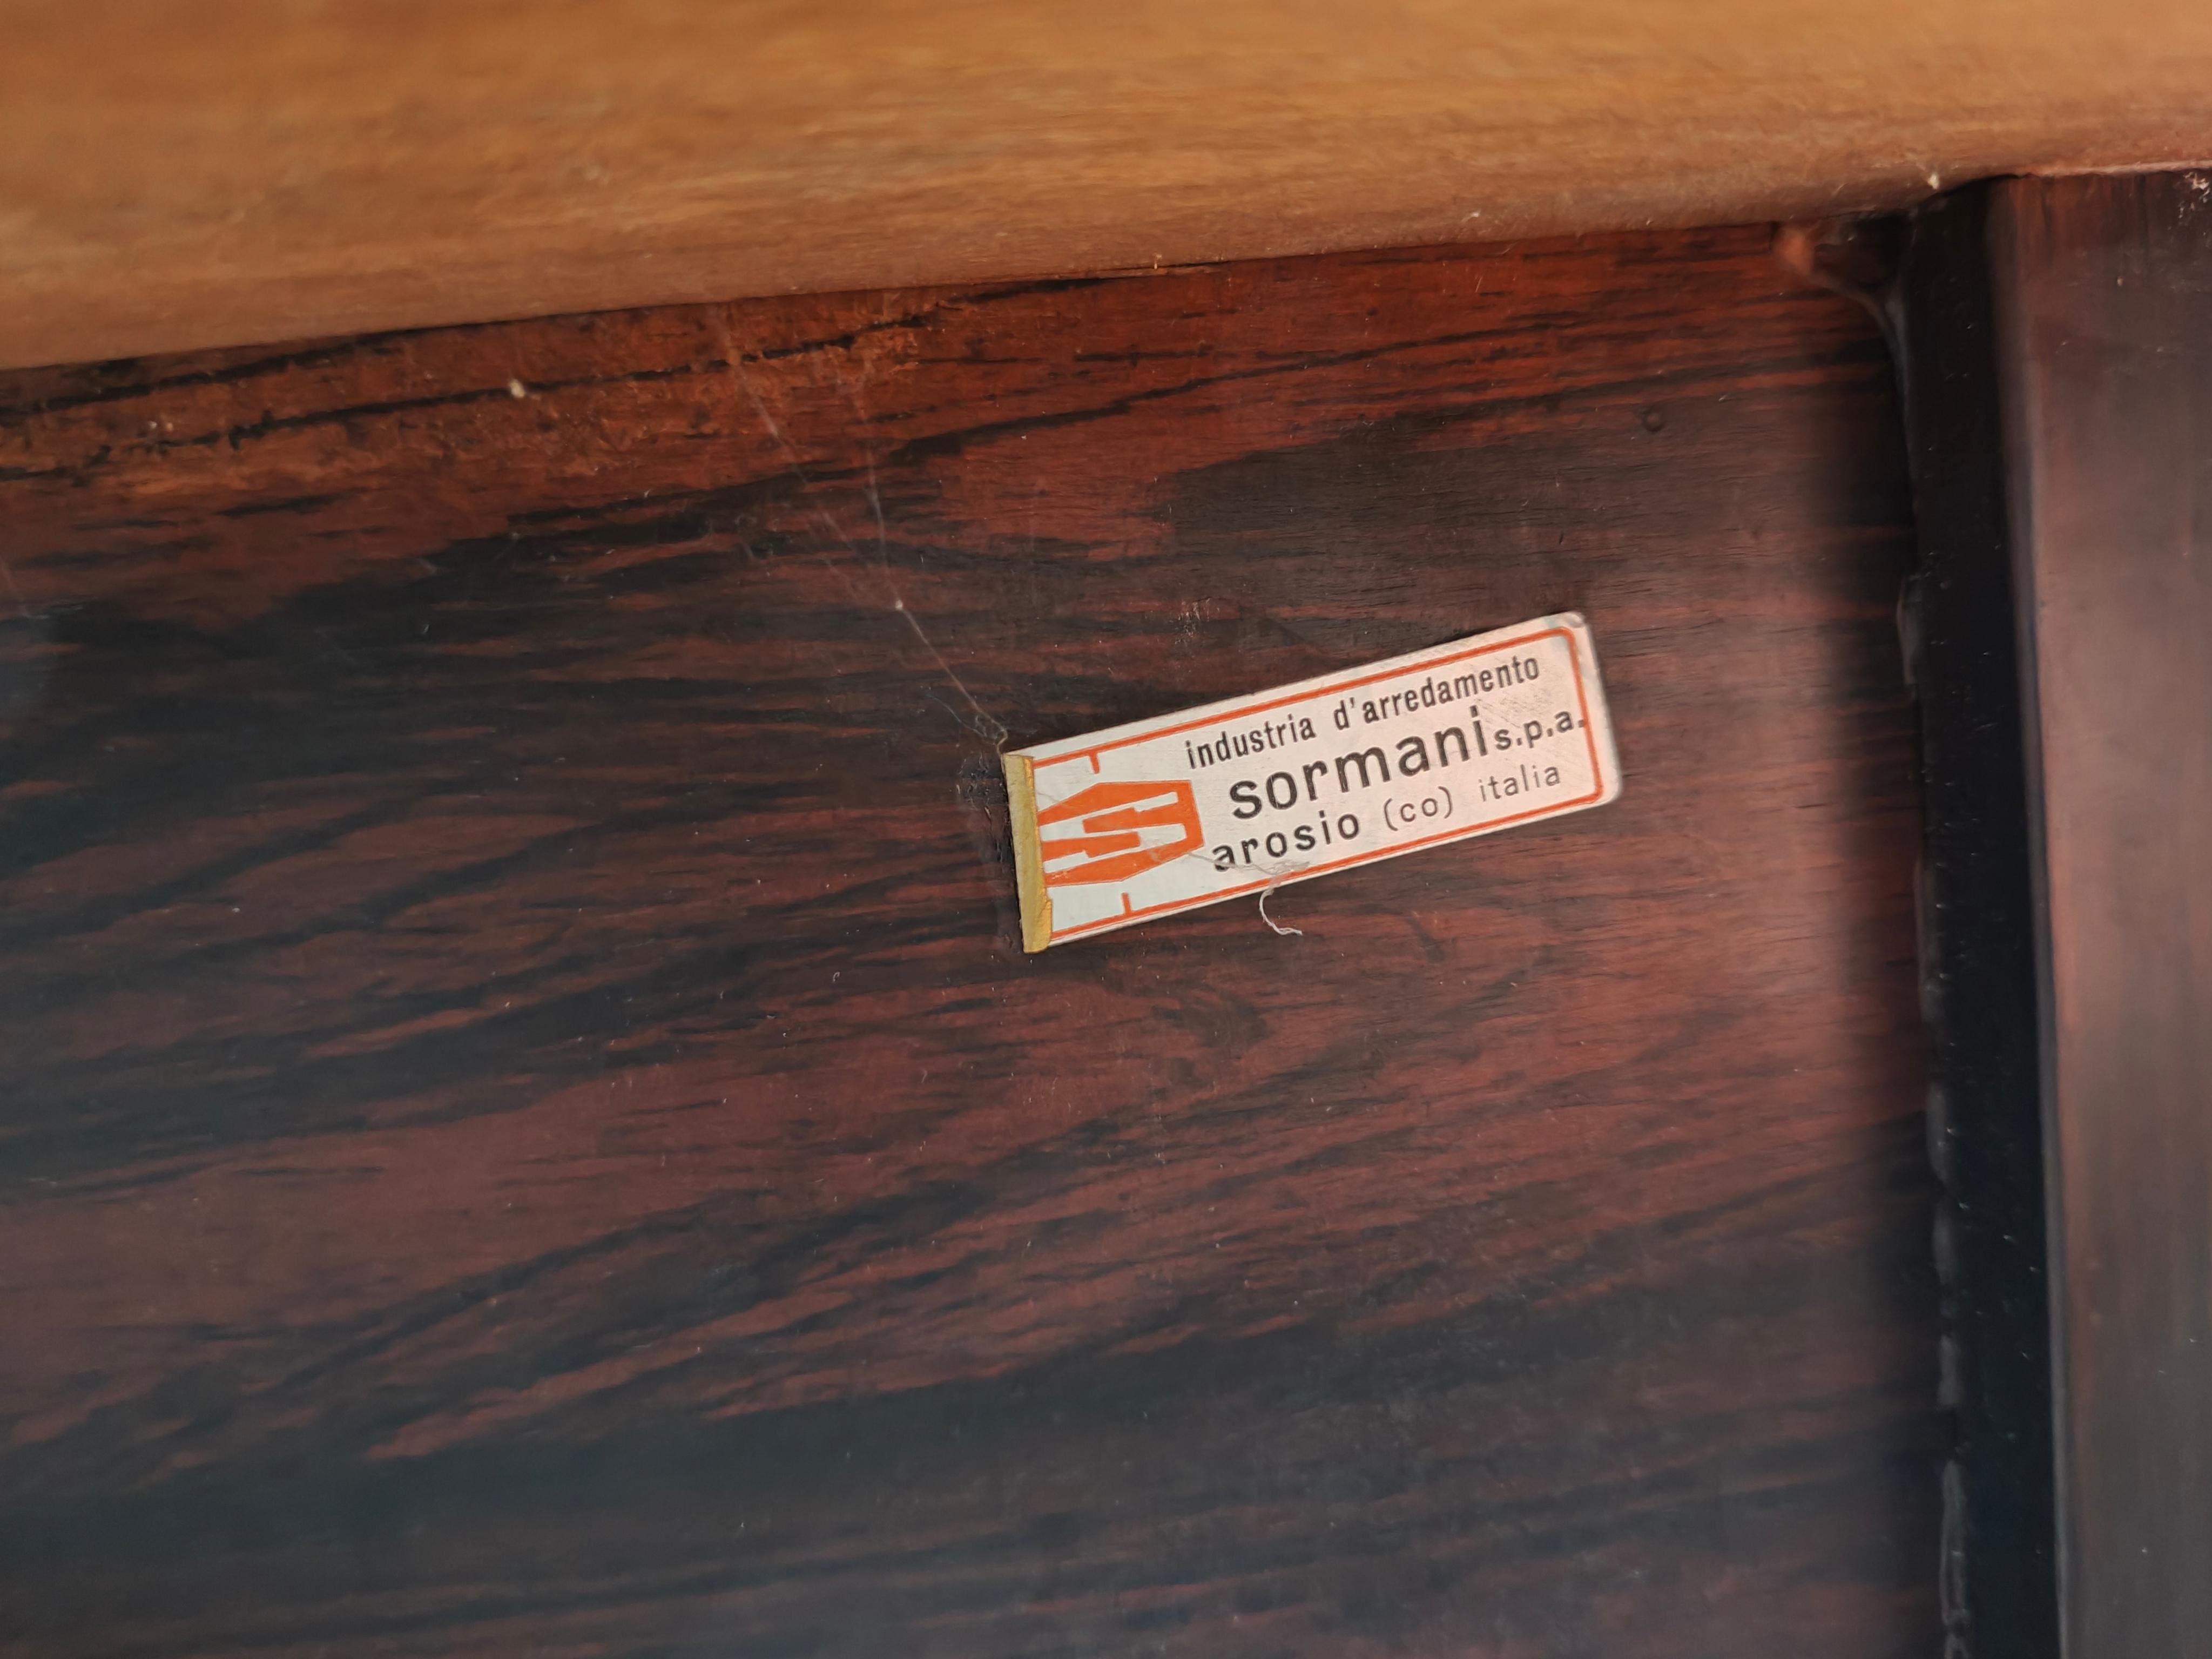 industria d'arredamento
sormani s.p.a.
arosio (co) italia